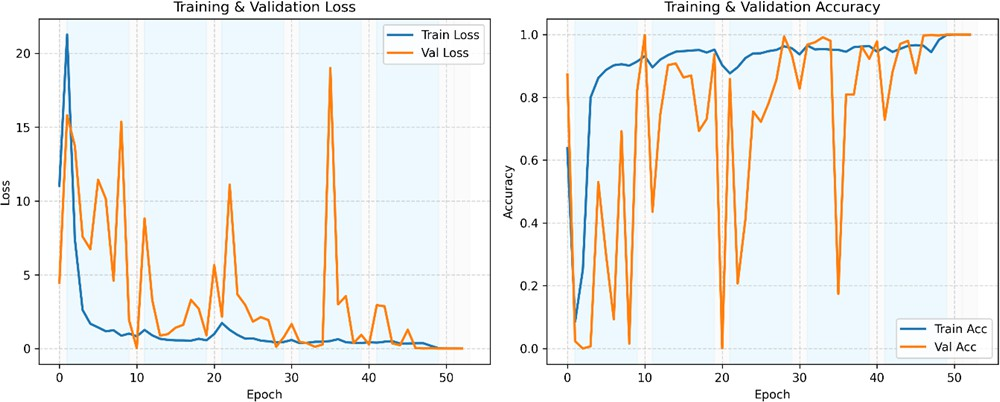 Training & Validation Loss
Train Loss
Val Loss
20
15
10
5
0
Loss
0
10
20
30
40
50
Epoch
Training & Validation Accuracy
1.0
0.8
0.6
0.4
0.2
0.0
Accuracy
Train Acc
Val Acc
0
10
20
30
40
50
Epoch